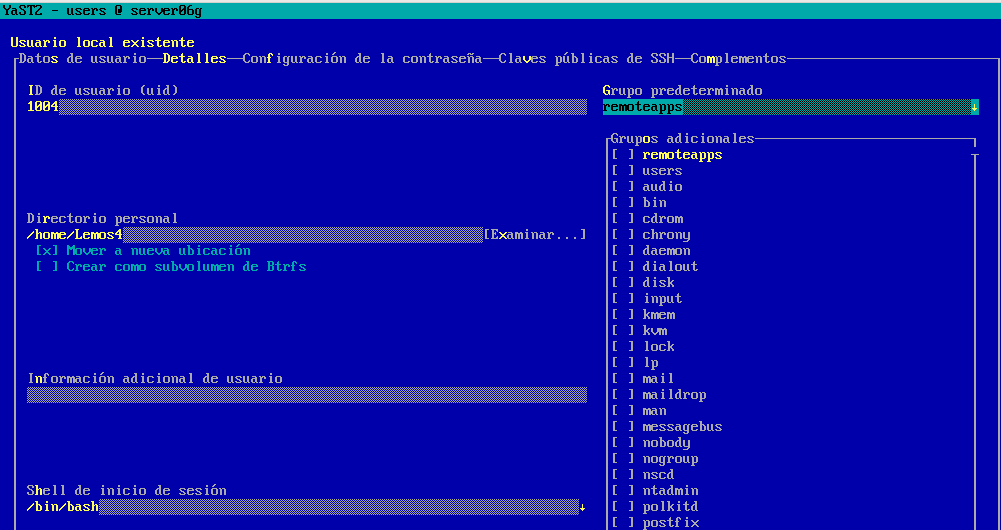 YaST2 - users @ server06g
Usuario local existente
Datos de usuario Detalles Configuración de la contraseña Claves públicas de SSH Complementos
ID de usuario (uid)
1004
Grupo predeterminado
remoteapps
Directorio personal
/home/Lemos4 [Examinar...]
[x] Mover a nueva ubicación
[ ] Crear como subvolumen de Btrfs
Información adicional de usuario
Shell de inicio de sesión
/bin/bash
Grupos adicionales
[ ] remoteapps
[ ] users
[ ] audio
[ ] bin
[ ] cdrom
[ ] chrony
[ ] daemon
[ ] dialout
[ ] disk
[ ] input
[ ] kmem
[ ] kvm
[ ] lock
[ ] lp
[ ] mail
[ ] maildrop
[ ] man
[ ] messagebus
[ ] nobody
[ ] nogroup
[ ] nscd
[ ] ntadmin
[ ] polkitd
[ ] postfix